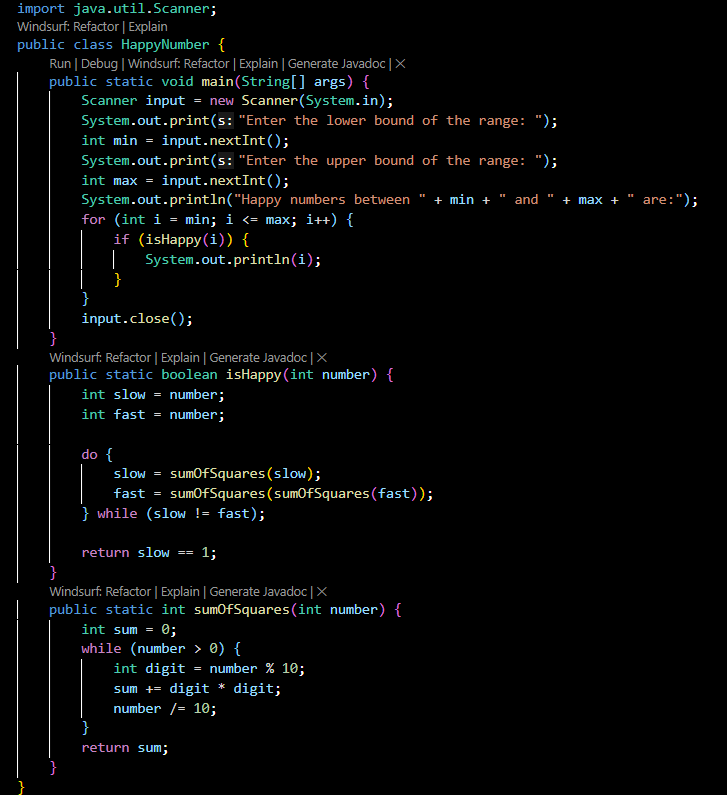 import java.util.Scanner;
Windsurf: Refactor | Explain
public class HappyNumber {
Run | Debug | Windsurf: Refactor | Explain | Generate Javadoc | ✕
public static void main(String[] args) {
Scanner input = new Scanner(System.in);
System.out.print(s: "Enter the lower bound of the range: ");
int min = input.nextInt();
System.out.print(s: "Enter the upper bound of the range: ");
int max = input.nextInt();
System.out.println("Happy numbers between " + min + " and " + max + " are:");
for (int i = min; i <= max; i++) {
if (isHappy(i)) {
System.out.println(i);
}
}
input.close();
}
Windsurf: Refactor | Explain | Generate Javadoc | ✕
public static boolean isHappy(int number) {
int slow = number;
int fast = number;
do {
slow = sumOfSquares(slow);
fast = sumOfSquares(sumOfSquares(fast));
} while (slow != fast);
return slow == 1;
}
Windsurf: Refactor | Explain | Generate Javadoc | ✕
public static int sumOfSquares(int number) {
int sum = 0;
while (number > 0) {
int digit = number % 10;
sum += digit * digit;
number /= 10;
}
return sum;
}
}